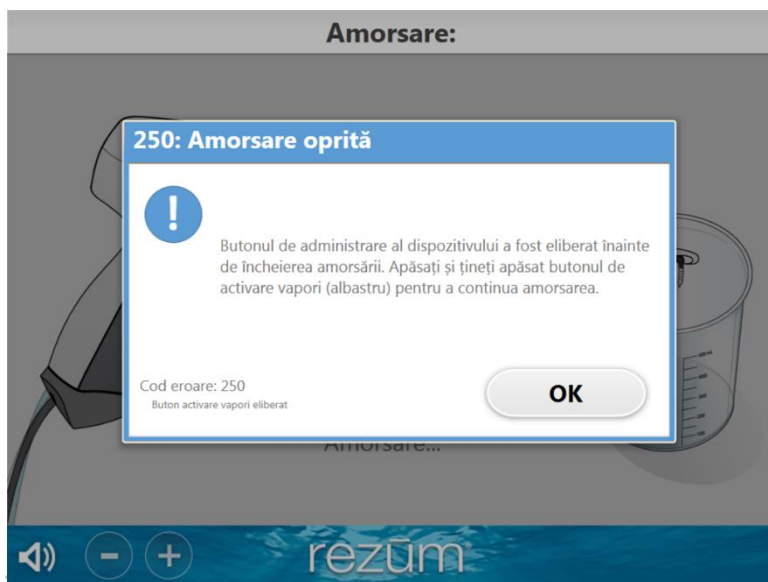 Amorsare:
250: Amorsare oprită
!
Butonul de administrare al dispozitivului a fost eliberat înainte
de încheierea amorsării. Apăsați și țineți apăsat butonul de
activare vapori (albastru) pentru a continua amorsarea.
Cod eroare: 250
Buton activare vapori eliberat
OK
Amorsare...
rezūm